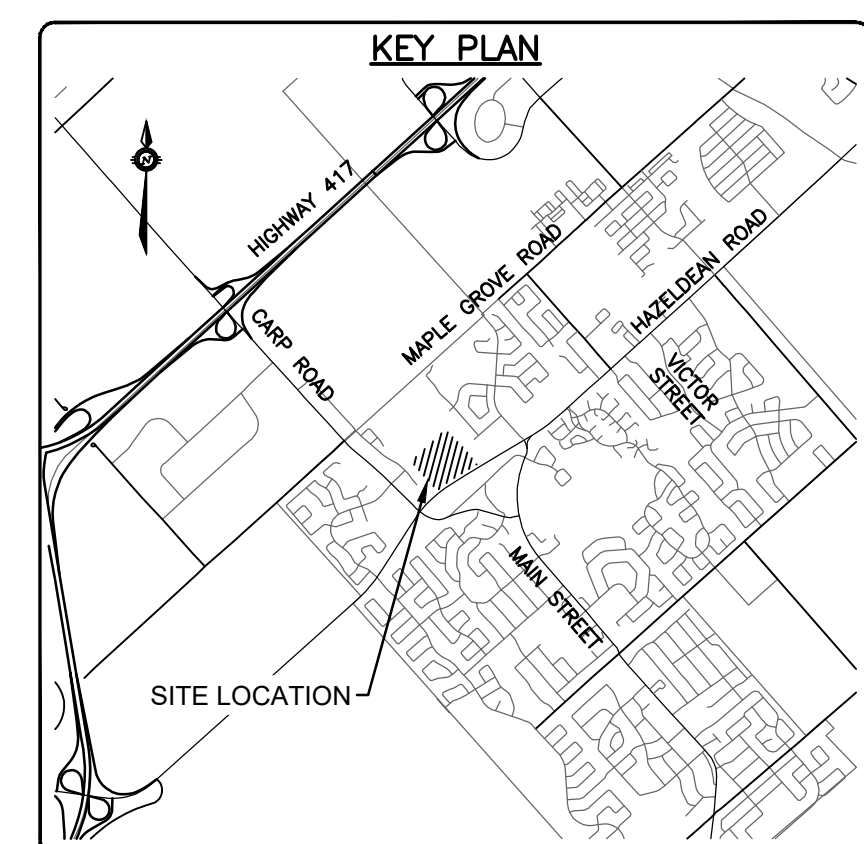 KEY PLAN
N
HIGHWAY 417
MAPLE GROVE ROAD
HAZELDEAN ROAD
CARP ROAD
VICTOR
STREET
MAIN STREET
SITE LOCATION